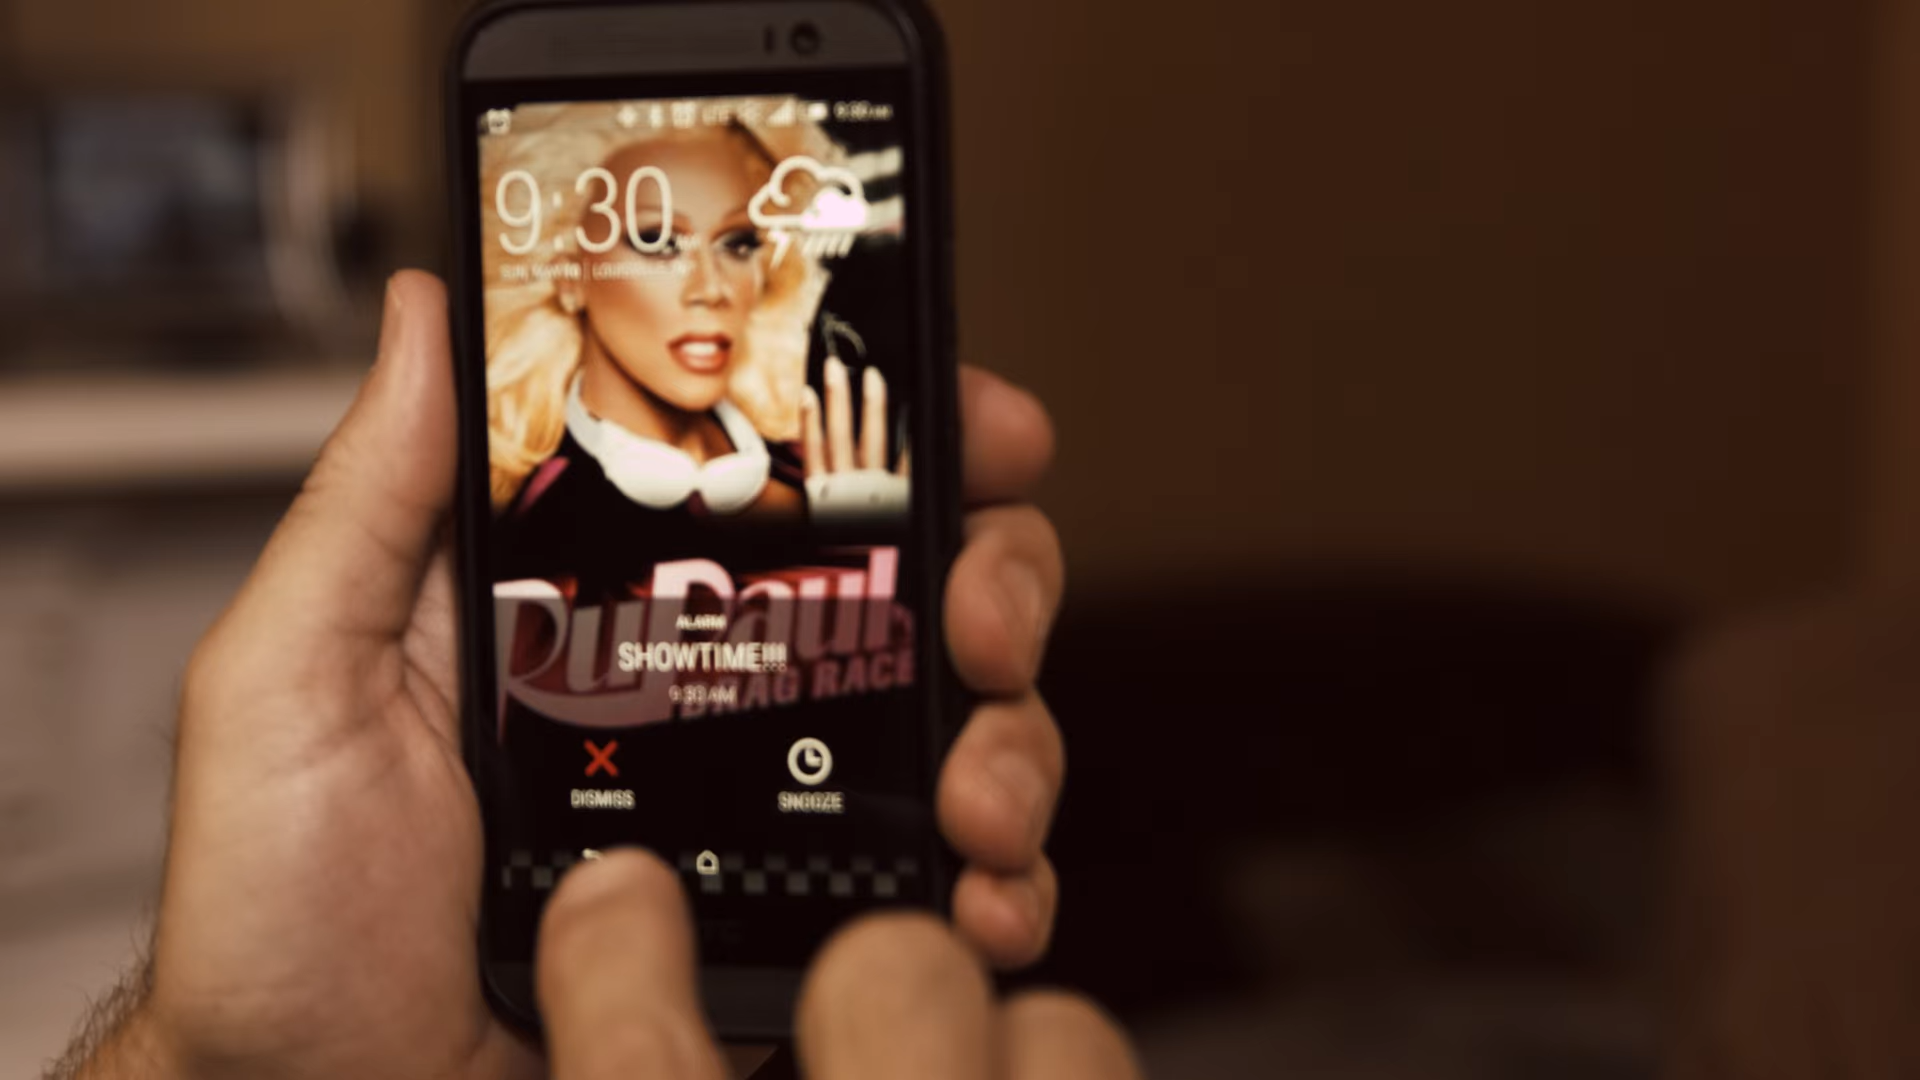 9:30
RuPaul's
ALARM
SHOWTIME!!!
DRAG RACE
9:30 AM
DISMISS
SNOOZE